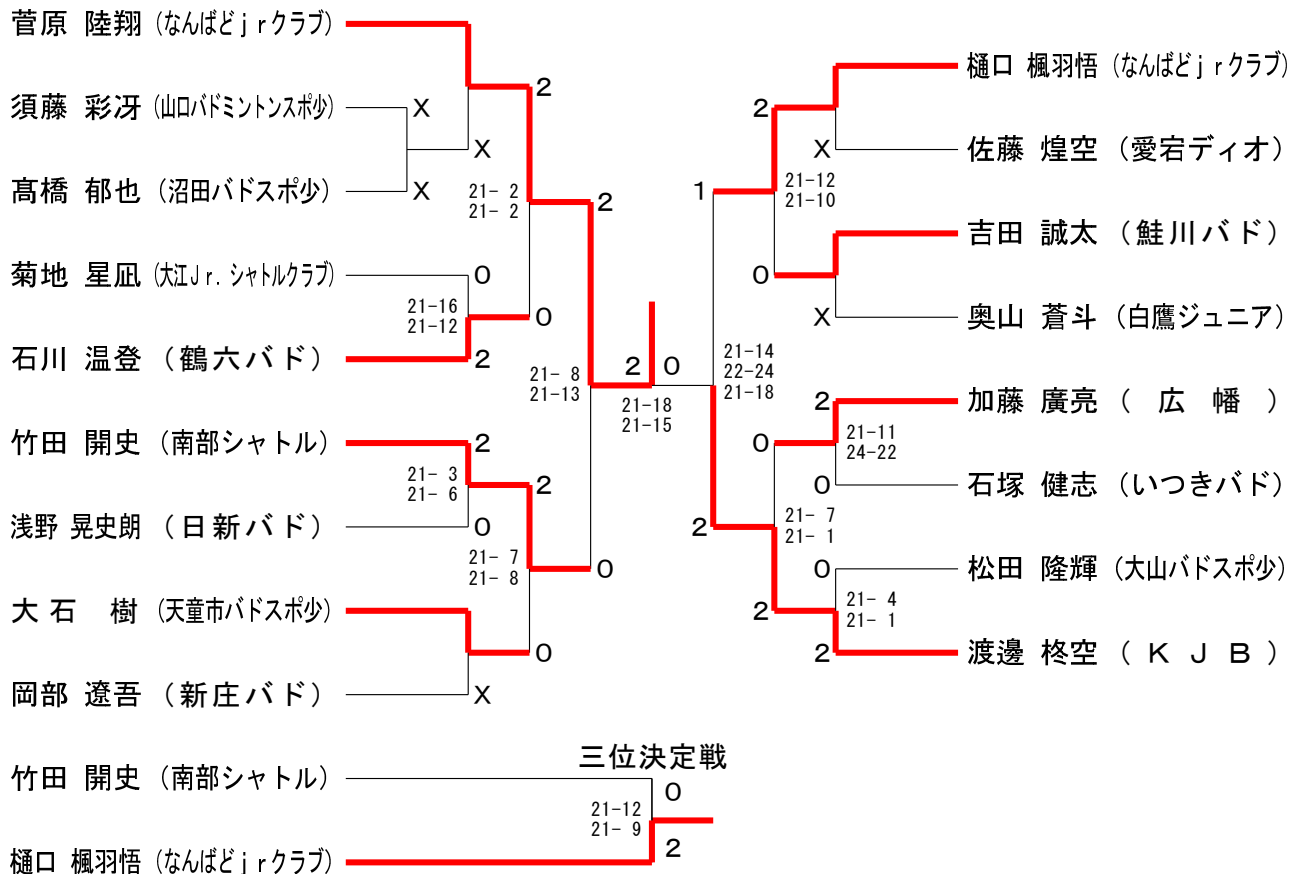 菅原 陸翔 (なんばどｊｒクラブ)
2
須藤 彩冴 (山口バドミントンスポ少)
X
X
髙橋 郁也 (沼田バドスポ少)
X
21- 2
21- 2
2
菊地 星凪 (大江Ｊｒ．シャトルクラブ)
0
21-16
21-12
0
石川 温登 (鶴六バド)
2
21- 8
21-13
竹田 開史 (南部シャトル)
2
21- 3
21- 6
2
浅野 晃史朗 (日新バド)
0
21- 7
21- 8
0
大石 樹 (天童市バドスポ少)
0
岡部 遼吾 (新庄バド)
X
2 0
21-18
21-15
樋口 楓羽悟 (なんばどｊｒクラブ)
2
X
佐藤 煌空 (愛宕ディオ)
1
21-12
21-10
吉田 誠太 (鮭川バド)
0
X
奥山 蒼斗 (白鷹ジュニア)
21-14
22-24
21-18
加藤 廣亮 (広幡)
2
0
21-11
24-22
0
石塚 健志 (いつきバド)
2
21- 7
21- 1
0
松田 隆輝 (大山バドスポ少)
2
21- 4
21- 1
2
渡邊 柊空 (ＫＪＢ)
三位決定戦
竹田 開史 (南部シャトル)
0
21-12
21- 9
2
樋口 楓羽悟 (なんばどｊｒクラブ)